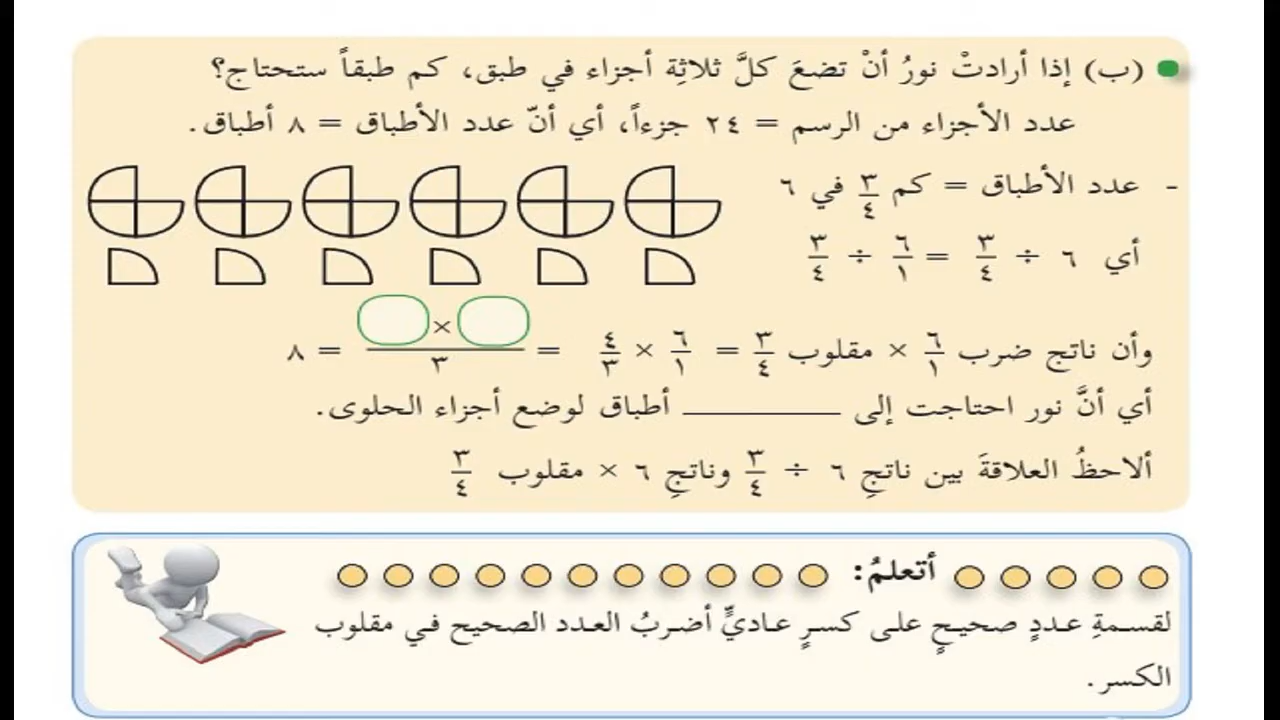 (ب) إذا أرادتْ نورُ أنْ تضعَ كلَّ ثلاثةِ أجزاء في طبق، كم طبقاً ستحتاج؟
عدد الأجزاء من الرسم = ٢٤ جزءاً، أي أنّ عدد الأطباق = ٨ أطباق.
- عدد الأطباق = كم ٣/٤ في ٦
أي ٦ ÷ ٣/٤ = ٦/١ ÷ ٣/٤
وأن ناتج ضرب ٦/١ × مقلوب ٣/٤ = ٦/١ × ٤/٣ = × / ٣ = ٨
أي أنَّ نور احتاجت إلى ــــــــــــ أطباق لوضع أجزاء الحلوى.
ألاحظُ العلاقةَ بين ناتجِ ٦ ÷ ٣/٤ وناتجِ ٦ × مقلوب ٣/٤
أتعلمُ:
لقسمةِ عددٍ صحيحٍ على كسرٍ عاديٍّ أضربُ العدد الصحيح في مقلوب
الكسر.